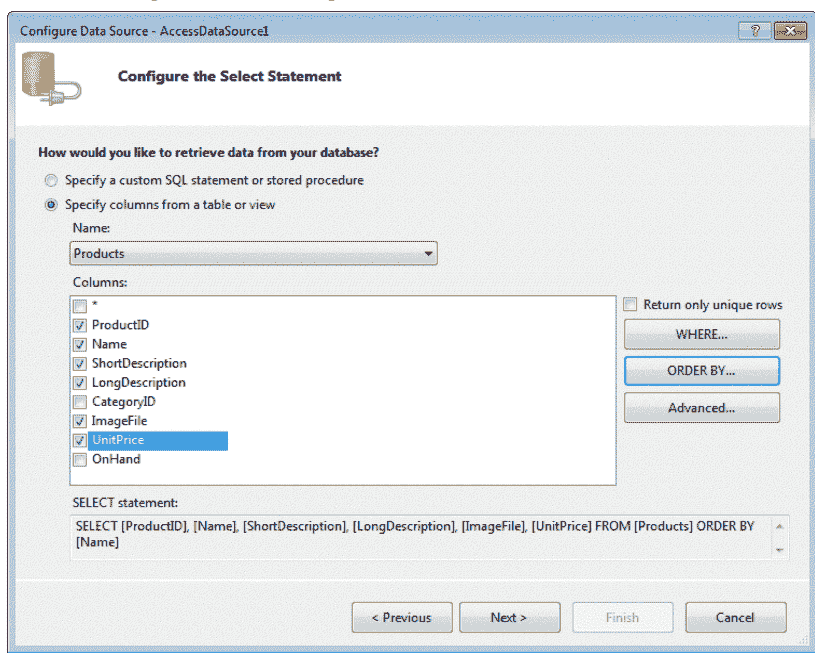 Configure Data Source - AccessDataSource1
?
Configure the Select Statement
How would you like to retrieve data from your database?
Specify a custom SQL statement or stored procedure
Specify columns from a table or view
Name:
Products
Columns:
*
Return only unique rows
ProductID
Name
WHERE...
ShortDescription
LongDescription
ORDER BY...
CategoryID
ImageFile
Advanced...
UnitPrice
OnHand
SELECT statement:
SELECT [ProductID], [Name], [ShortDescription], [LongDescription], [ImageFile], [UnitPrice] FROM [Products] ORDER BY
[Name]
< Previous
Next >
Finish
Cancel